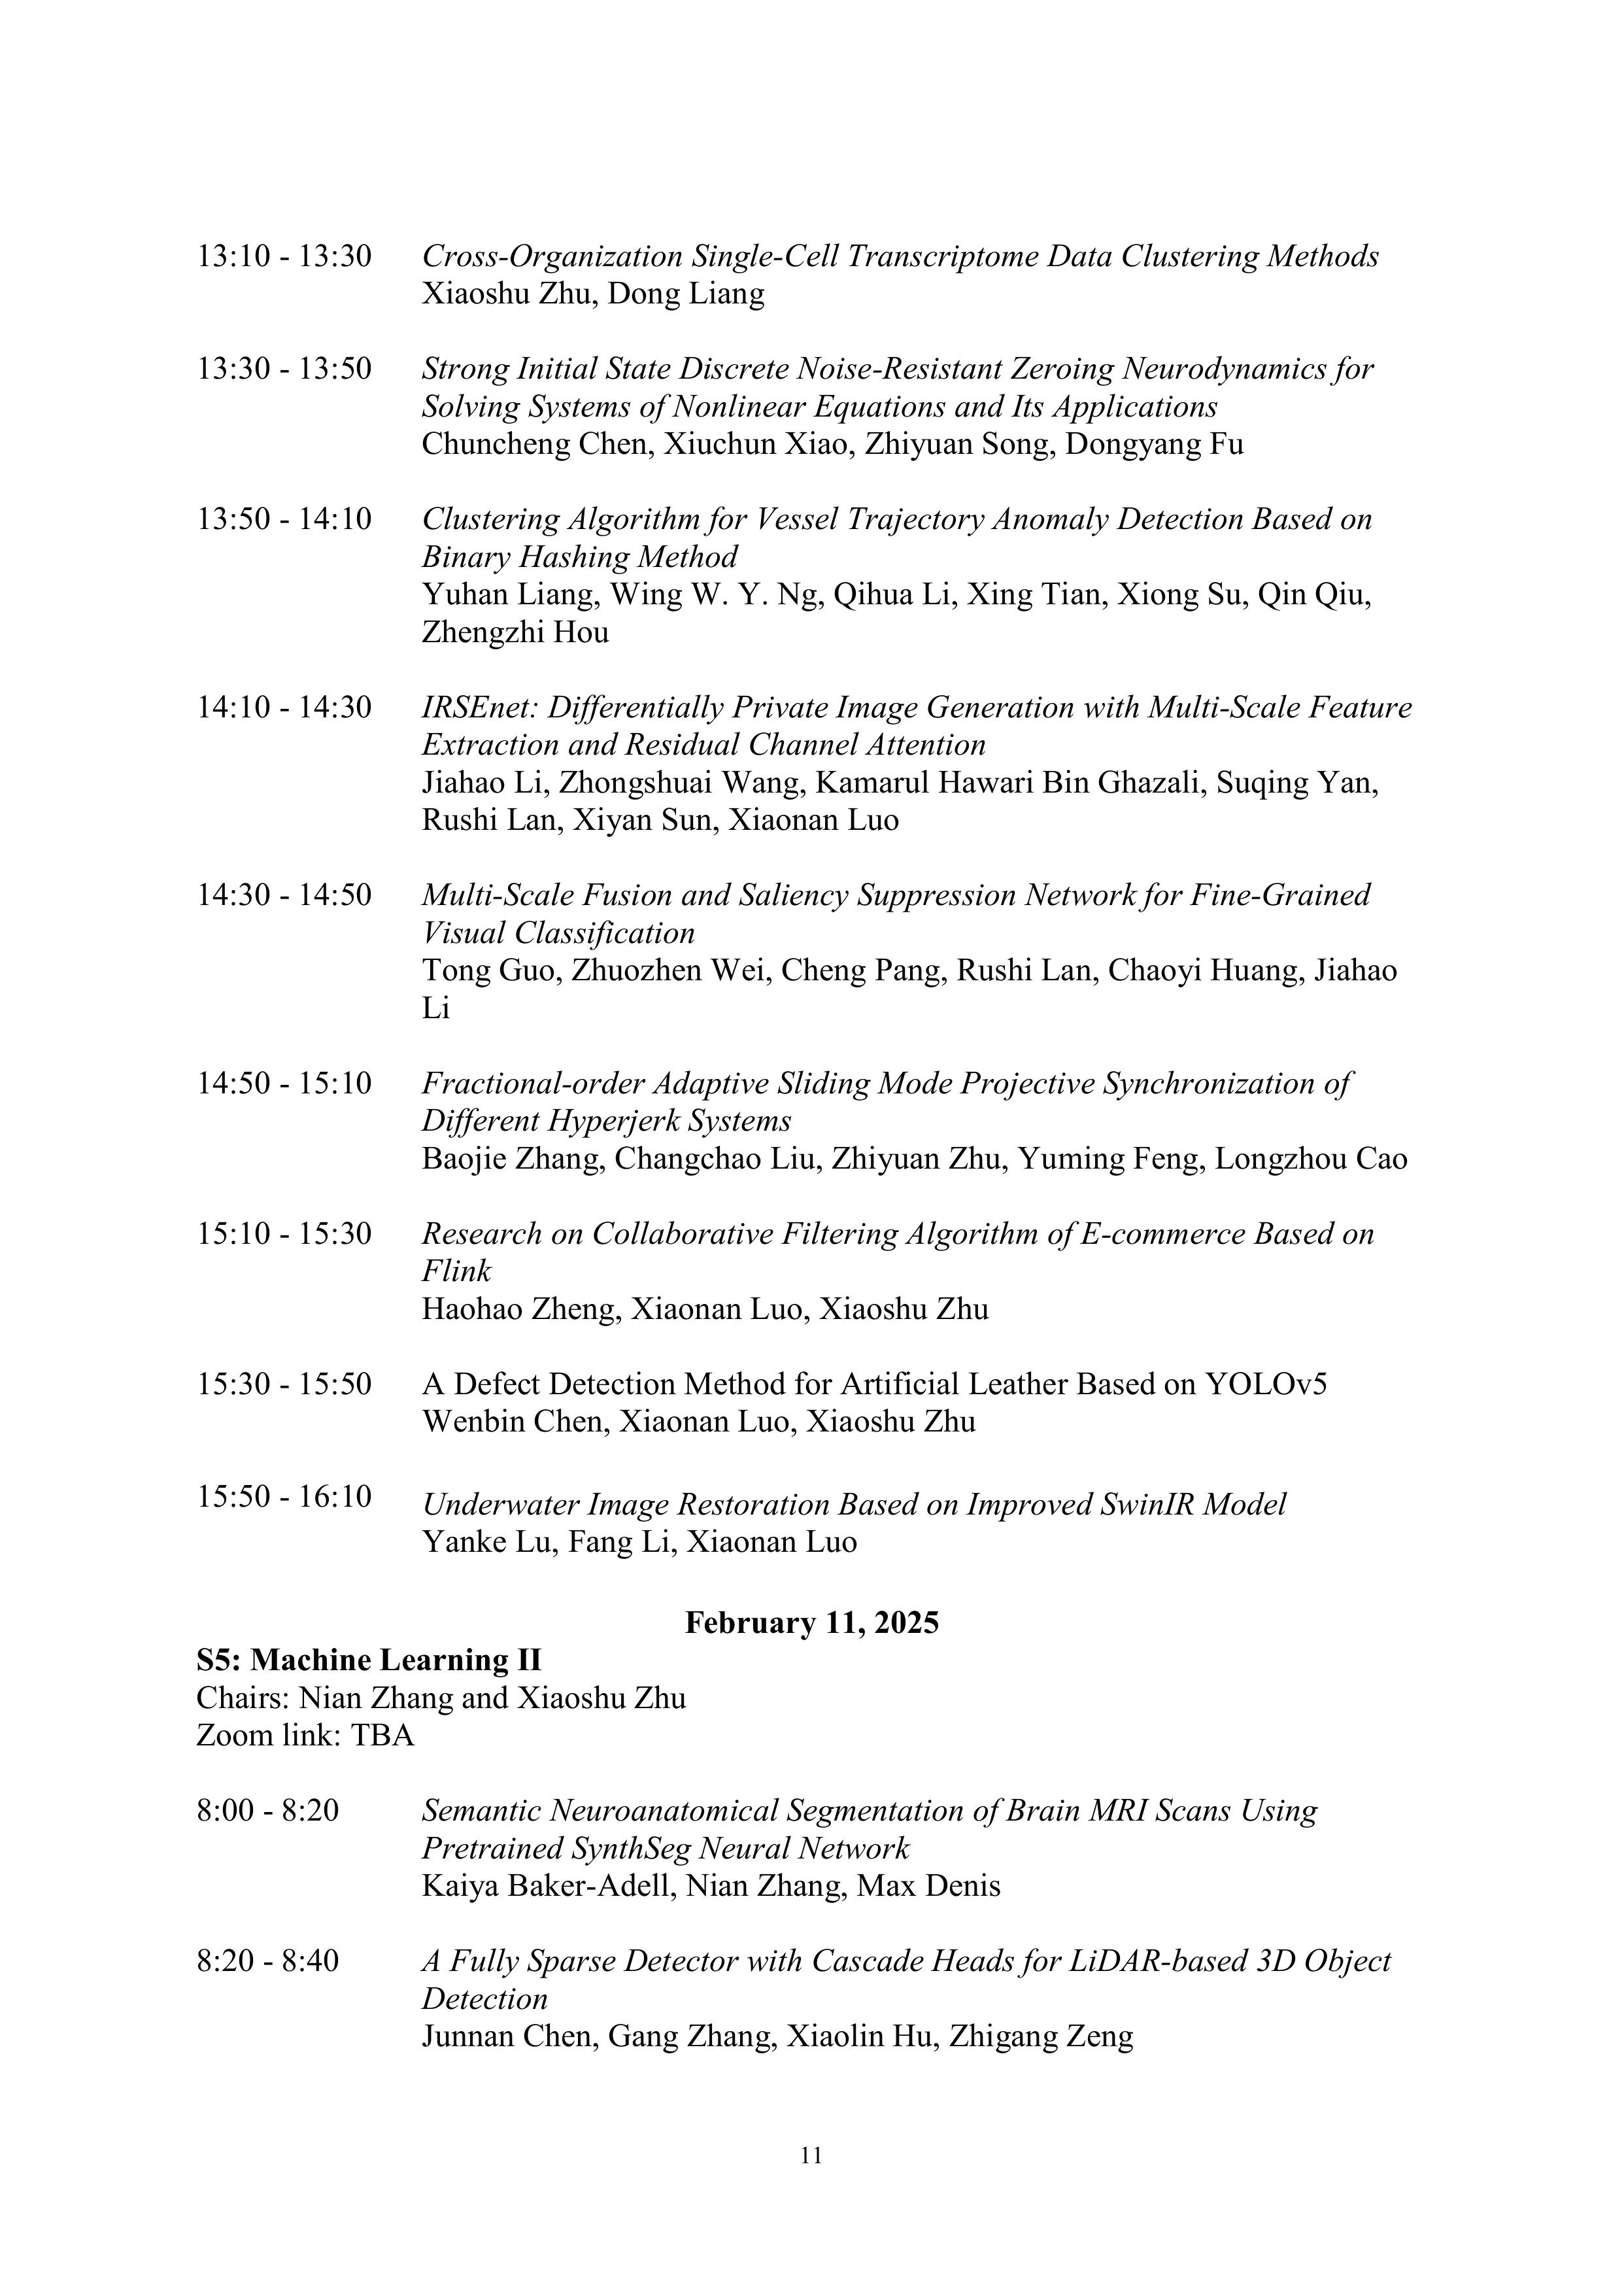 13:10 - 13:30 Cross-Organization Single-Cell Transcriptome Data Clustering Methods
Xiaoshu Zhu, Dong Liang
13:30 - 13:50 Strong Initial State Discrete Noise-Resistant Zeroing Neurodynamics for
Solving Systems of Nonlinear Equations and Its Applications
Chuncheng Chen, Xiuchun Xiao, Zhiyuan Song, Dongyang Fu
13:50 - 14:10 Clustering Algorithm for Vessel Trajectory Anomaly Detection Based on
Binary Hashing Method
Yuhan Liang, Wing W. Y. Ng, Qihua Li, Xing Tian, Xiong Su, Qin Qiu,
Zhengzhi Hou
14:10 - 14:30 IRSEnet: Differentially Private Image Generation with Multi-Scale Feature
Extraction and Residual Channel Attention
Jiahao Li, Zhongshuai Wang, Kamarul Hawari Bin Ghazali, Suqing Yan,
Rushi Lan, Xiyan Sun, Xiaonan Luo
14:30 - 14:50 Multi-Scale Fusion and Saliency Suppression Network for Fine-Grained
Visual Classification
Tong Guo, Zhuozhen Wei, Cheng Pang, Rushi Lan, Chaoyi Huang, Jiahao
Li
14:50 - 15:10 Fractional-order Adaptive Sliding Mode Projective Synchronization of
Different Hyperjerk Systems
Baojie Zhang, Changchao Liu, Zhiyuan Zhu, Yuming Feng, Longzhou Cao
15:10 - 15:30 Research on Collaborative Filtering Algorithm of E-commerce Based on
Flink
Haohao Zheng, Xiaonan Luo, Xiaoshu Zhu
15:30 - 15:50 A Defect Detection Method for Artificial Leather Based on YOLOv5
Wenbin Chen, Xiaonan Luo, Xiaoshu Zhu
15:50 - 16:10 Underwater Image Restoration Based on Improved SwinIR Model
Yanke Lu, Fang Li, Xiaonan Luo
February 11, 2025
S5: Machine Learning II
Chairs: Nian Zhang and Xiaoshu Zhu
Zoom link: TBA
8:00 - 8:20 Semantic Neuroanatomical Segmentation of Brain MRI Scans Using
Pretrained SynthSeg Neural Network
Kaiya Baker-Adell, Nian Zhang, Max Denis
8:20 - 8:40 A Fully Sparse Detector with Cascade Heads for LiDAR-based 3D Object
Detection
Junnan Chen, Gang Zhang, Xiaolin Hu, Zhigang Zeng
11